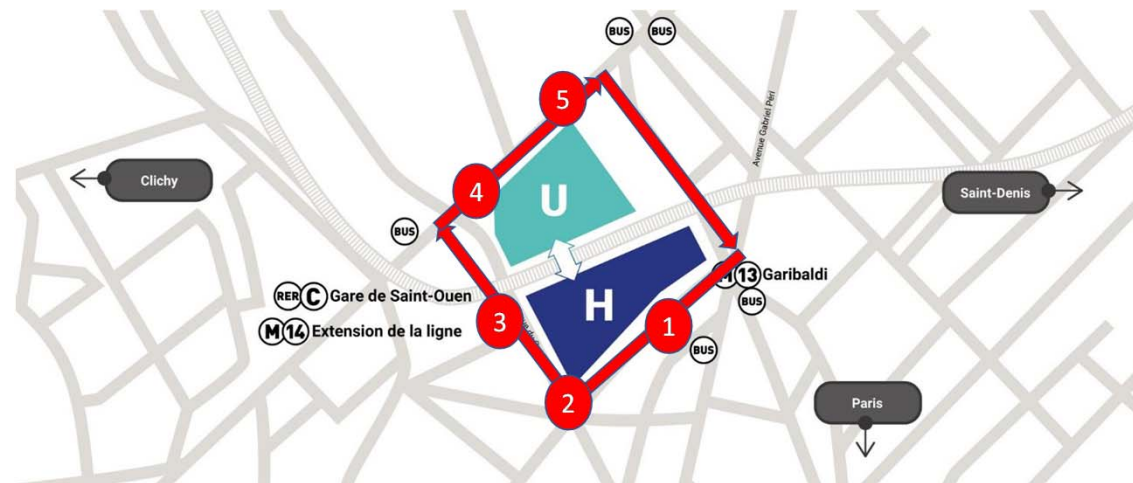 BUS BUS
5
Avenue Gabriel Péri
Clichy
4
U
Saint-Denis
BUS
M 13 Garibaldi
RER C Gare de Saint-Ouen
BUS
H
3
1
M 14 Extension de la ligne
BUS
2
Paris